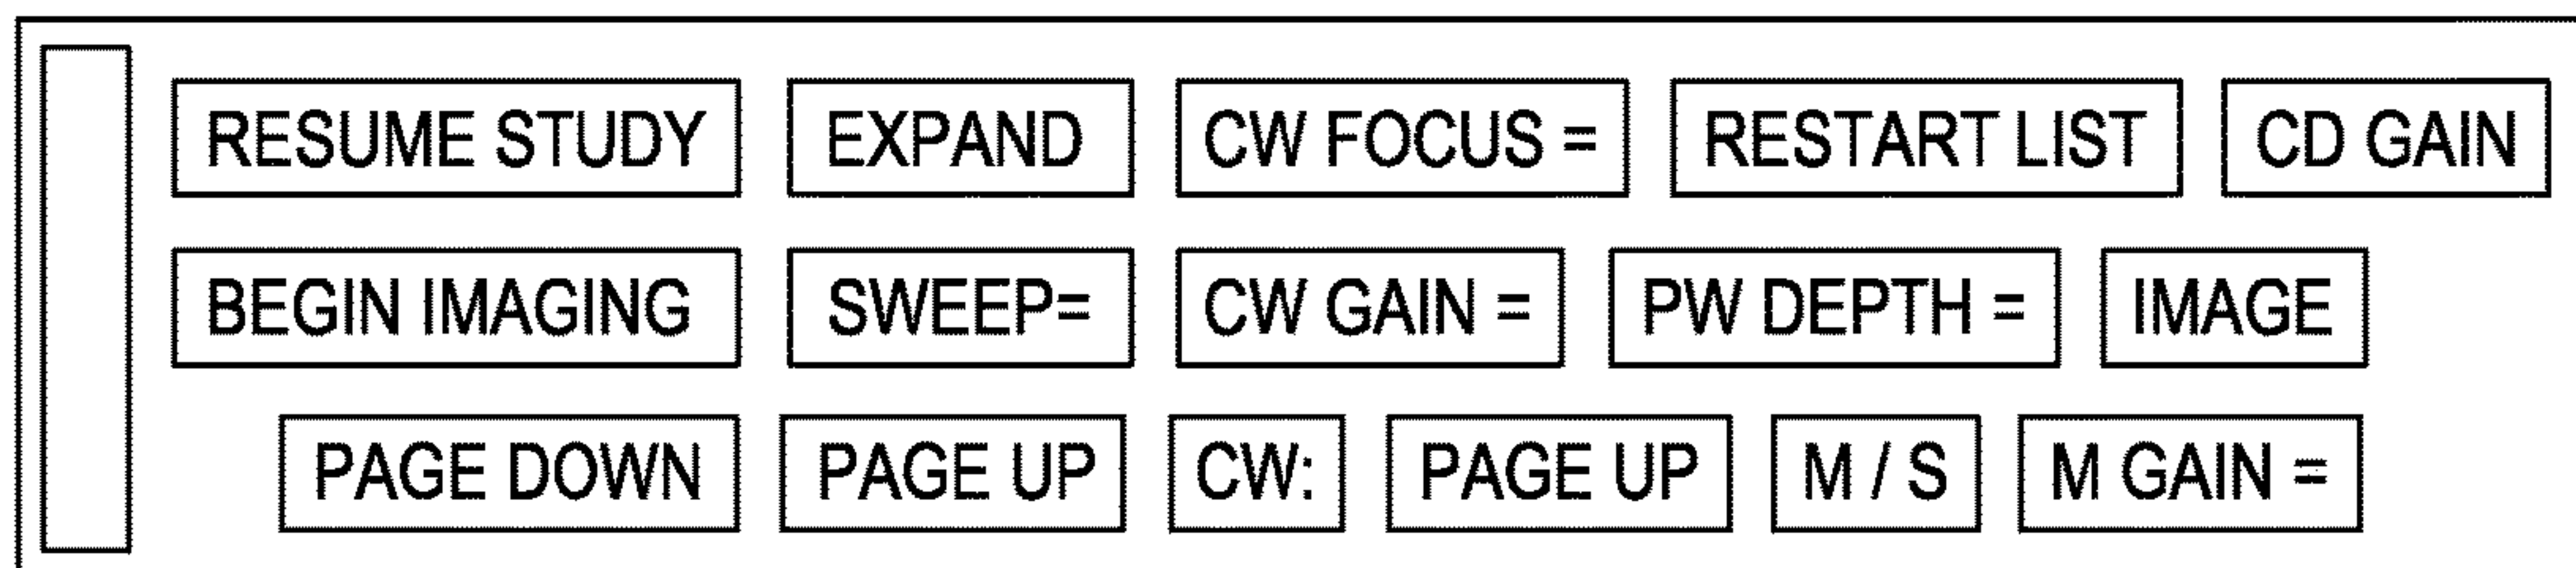 RESUME STUDY EXPAND CW FOCUS = RESTART LIST CD GAIN
BEGIN IMAGING SWEEP= CW GAIN = PW DEPTH = IMAGE
PAGE DOWN PAGE UP CW: PAGE UP M / S M GAIN =